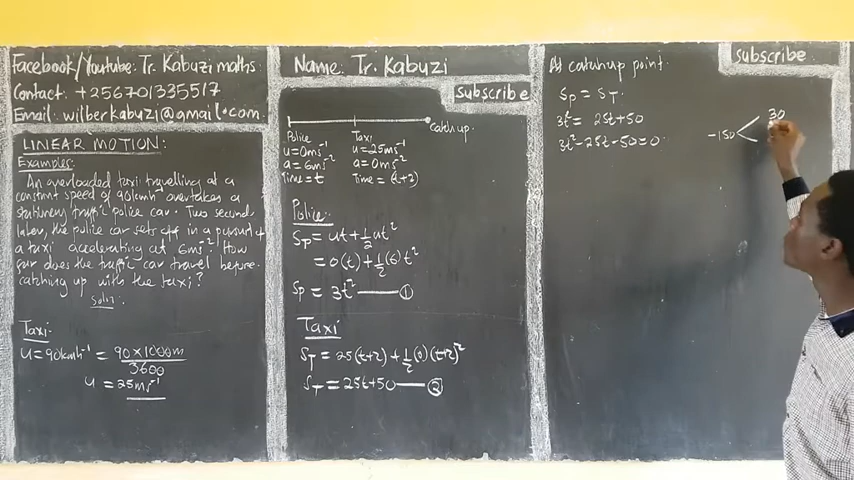 Facebook/Youtube: Tr. Kabuzi maths.
Contact: +256701335517
Email: wilberkabuzi@gmail.com.
LINEAR MOTION:
Examples:
An overloaded taxi travelling at a
constant speed of 90kmh⁻¹ overtakes a
stationary traffic police car. Two second
later, the police car sets off in a pursuit of
a taxi accelerating at 6ms⁻². How
far does the traffic car travel before
catching up with the taxi?
Soln:
Taxi:
u = 90kmh⁻¹ = 90×1000m
3600
u = 25ms⁻¹
Name: Tr. Kabuzi
Subscribe
Catch up
Police Taxi
u = 0ms⁻¹ u = 25ms⁻¹
a = 6ms⁻² a = 0ms⁻²
Time = t Time = (t+2)
Police
Sp = ut + ½ at²
= 0(t) + ½(6)t²
Sp = 3t² — ①
Taxi
ST = 25(t+2) + ½(0)(t+2)²
ST = 25t+50 — ②
Subscribe
At catchup point.
Sp = ST.
3t² = 25t+50
3t²-25t-50=0.
-150 < 30